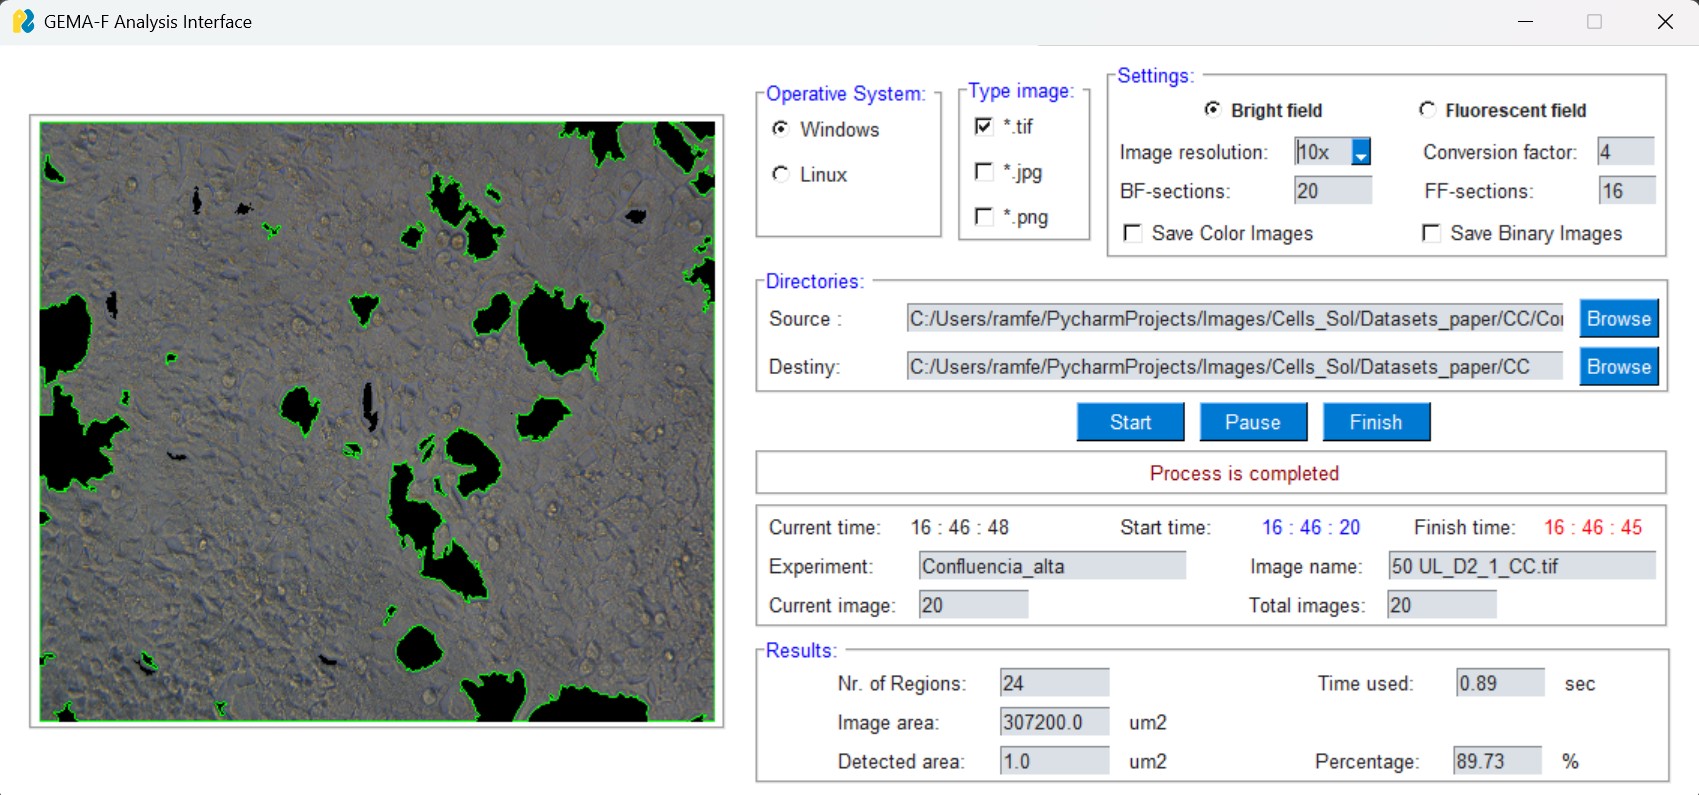 GEMA-F Analysis Interface
Operative System:
Windows
Linux
Type image:
*.tif
*.jpg
*.png
Settings:
Bright field
Fluorescent field
Image resolution: 10x
Conversion factor: 4
BF-sections: 20
FF-sections: 16
Save Color Images
Save Binary Images
Directories:
Source : C:/Users/ramfe/PycharmProjects/Images/Cells_Sol/Datasets_paper/CC/Co
Browse
Destiny: C:/Users/ramfe/PycharmProjects/Images/Cells_Sol/Datasets_paper/CC
Browse
Start
Pause
Finish
Process is completed
Current time: 16 : 46 : 48
Start time: 16 : 46 : 20
Finish time: 16 : 46 : 45
Experiment: Confluencia_alta
Image name: 50 UL_D2_1_CC.tif
Current image: 20
Total images: 20
Results:
Nr. of Regions: 24
Time used: 0.89 sec
Image area: 307200.0 um2
Detected area: 1.0 um2
Percentage: 89.73 %